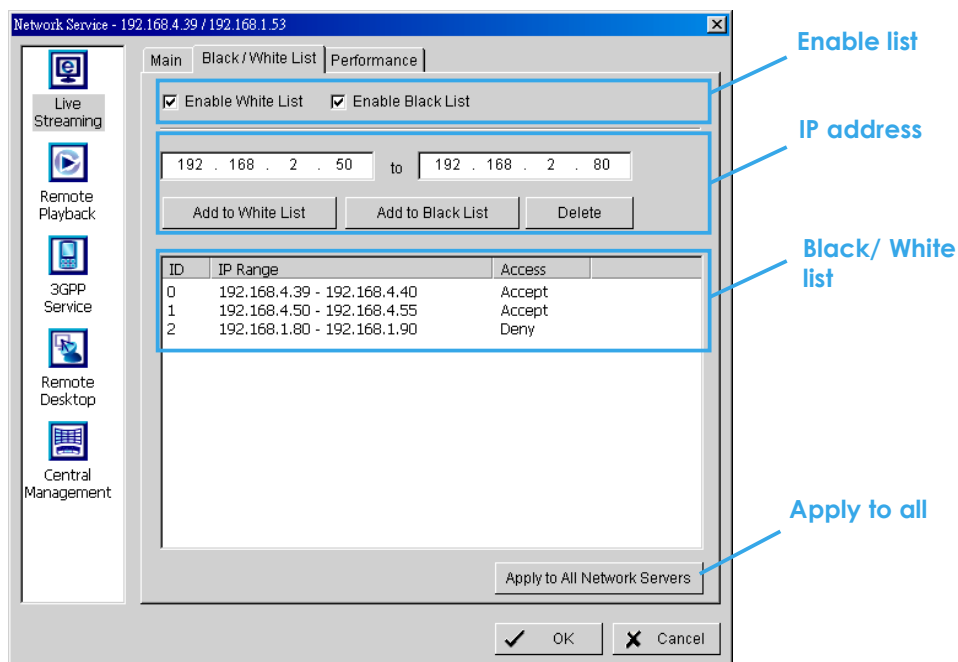 Network Service - 192.168.4.39 / 192.168.1.53
Enable list
Live
Streaming
Remote
Playback
3GPP
Service
Remote
Desktop
Central
Management
Main Black / White List Performance
Enable White List Enable Black List
IP address
192 . 168 . 2 . 50 to 192 . 168 . 2 . 80
Add to White List Add to Black List Delete
Black/ White
list
ID IP Range Access
0 192.168.4.39 - 192.168.4.40 Accept
1 192.168.4.50 - 192.168.4.55 Accept
2 192.168.1.80 - 192.168.1.90 Deny
Apply to all
Apply to All Network Servers
OK Cancel